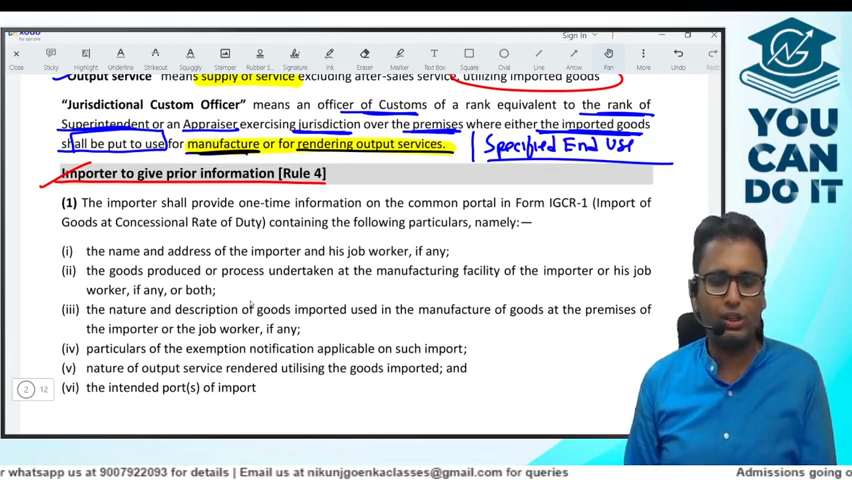 Sign In
Close
Sticky
Highlight
Area Highli...
Underline
Strikeout
Squiggly
Stamp
Rubber S...
Signature
Ink
Eraser
Marker
Text
Square
Oval
Line
Arrow
Pan
More
Undo
Redo
"Output service" means supply of service excluding after-sales service, utilizing imported goods
"Jurisdictional Custom Officer" means an officer of Customs of a rank equivalent to the rank of
Superintendent or an Appraiser exercising jurisdiction over the premises where either the imported goods
shall be put to use for manufacture or for rendering output services. | Specified End Use
Importer to give prior information [Rule 4]
(1) The importer shall provide one-time information on the common portal in Form IGCR-1 (Import of
Goods at Concessional Rate of Duty) containing the following particulars, namely:—
(i) the name and address of the importer and his job worker, if any;
(ii) the goods produced or process undertaken at the manufacturing facility of the importer or his job
worker, if any, or both;
(iii) the nature and description of goods imported used in the manufacture of goods at the premises of
the importer or the job worker, if any;
(iv) particulars of the exemption notification applicable on such import;
(v) nature of output service rendered utilising the goods imported; and
(vi) the intended port(s) of import
2 12
NG
YOU
CAN
DO IT
r whatsapp us at 9007922093 for details | Email us at nikunjgoenkaclasses@gmail.com for queries
Admissions going o